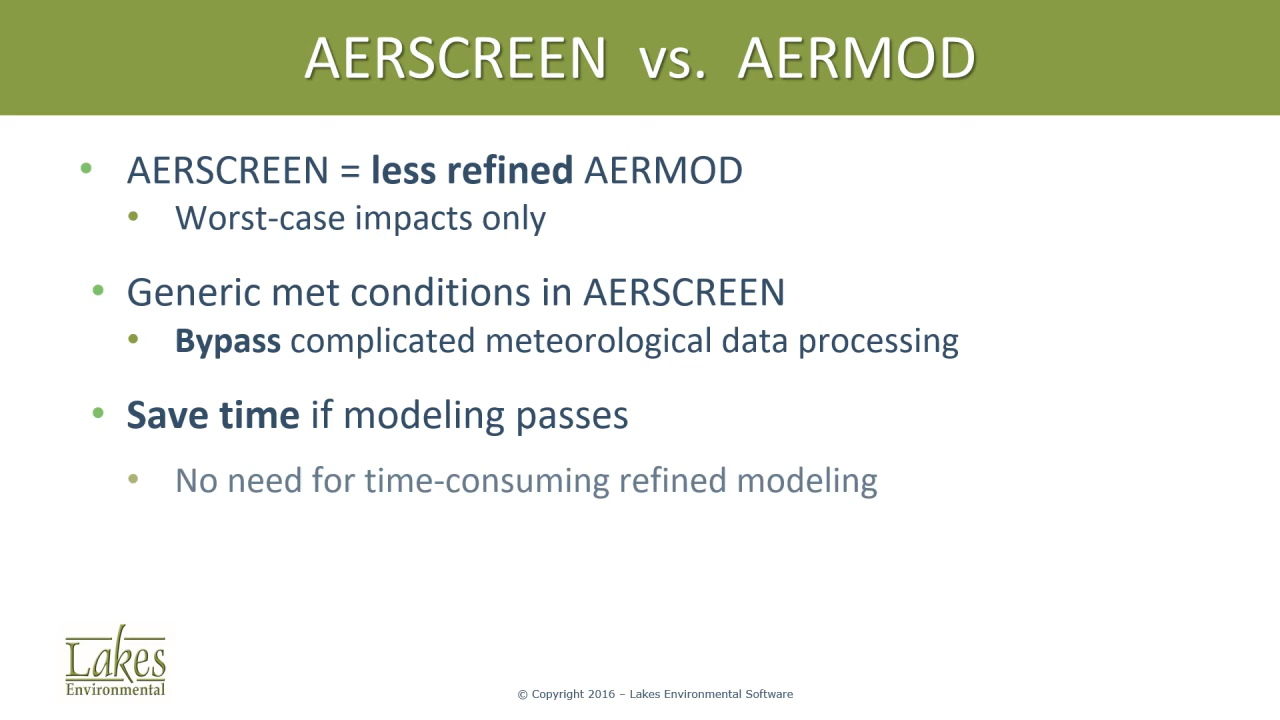 AERSCREEN vs. AERMOD
• AERSCREEN = less refined AERMOD
• Worst-case impacts only
• Generic met conditions in AERSCREEN
• Bypass complicated meteorological data processing
• Save time if modeling passes
• No need for time-consuming refined modeling
Lakes
Environmental
© Copyright 2016 – Lakes Environmental Software